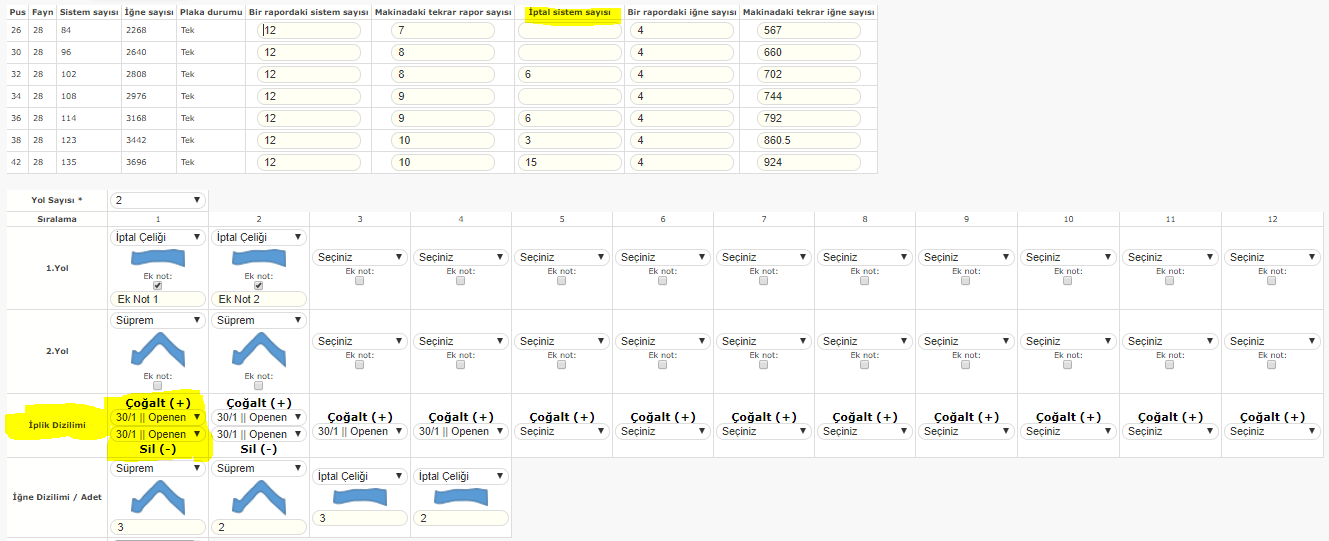 Pus Fayn Sistem sayısı İğne sayısı Plaka durumu Bir rapordaki sistem sayısı Makinadaki tekrar rapor sayısı İptal sistem sayısı Bir rapordaki iğne sayısı Makinadaki tekrar iğne sayısı
26 28 84 2268 Tek 12 7 4 567
30 28 96 2640 Tek 12 8 4 660
32 28 102 2808 Tek 12 8 6 4 702
34 28 108 2976 Tek 12 9 4 744
36 28 114 3168 Tek 12 9 6 4 792
38 28 123 3442 Tek 12 10 3 4 860.5
42 28 135 3696 Tek 12 10 15 4 924
Yol Sayısı * 2
Sıralama 1 2 3 4 5 6 7 8 9 10 11 12
İptal Çeliği İptal Çeliği
1.Yol Seçiniz Seçiniz Seçiniz Seçiniz Seçiniz Seçiniz Seçiniz Seçiniz Seçiniz Seçiniz
Ek not: Ek not: Ek not: Ek not: Ek not: Ek not: Ek not: Ek not: Ek not: Ek not: Ek not: Ek not:
Ek Not 1 Ek Not 2
Süprem Süprem
2.Yol Seçiniz Seçiniz Seçiniz Seçiniz Seçiniz Seçiniz Seçiniz Seçiniz Seçiniz Seçiniz
Ek not: Ek not: Ek not: Ek not: Ek not: Ek not: Ek not: Ek not: Ek not: Ek not: Ek not: Ek not:
İplik Dizilimi
Çoğalt (+) Çoğalt (+) Çoğalt (+) Çoğalt (+) Çoğalt (+) Çoğalt (+) Çoğalt (+) Çoğalt (+) Çoğalt (+) Çoğalt (+) Çoğalt (+) Çoğalt (+)
30/1 || Openen 30/1 || Openen 30/1 || Openen 30/1 || Openen Seçiniz Seçiniz Seçiniz Seçiniz Seçiniz Seçiniz Seçiniz Seçiniz
30/1 || Openen 30/1 || Openen
Sil (-) Sil (-)
İğne Dizilimi / Adet
Süprem Süprem İptal Çeliği İptal Çeliği
3 2 3 2